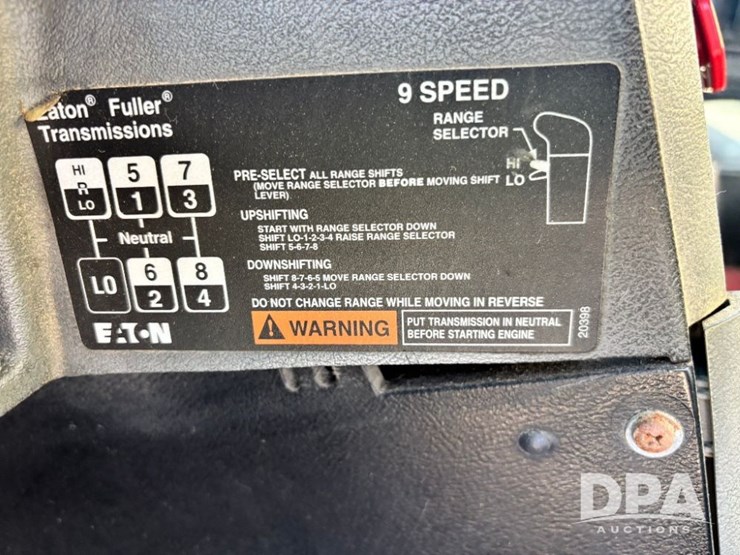 Eaton® Fuller®
Transmissions
9 SPEED
RANGE
SELECTOR
HI
LO
HI 5 7
R
LO 1 3
Neutral
LO 6 8
2 4
EATON
PRE-SELECT ALL RANGE SHIFTS
(MOVE RANGE SELECTOR BEFORE MOVING SHIFT
LEVER)
UPSHIFTING
START WITH RANGE SELECTOR DOWN
SHIFT LO-1-2-3-4 RAISE RANGE SELECTOR
SHIFT 5-6-7-8
DOWNSHIFTING
SHIFT 8-7-6-5 MOVE RANGE SELECTOR DOWN
SHIFT 4-3-2-1-LO
DO NOT CHANGE RANGE WHILE MOVING IN REVERSE
WARNING
PUT TRANSMISSION IN NEUTRAL
BEFORE STARTING ENGINE
20398
DPA
AUCTIONS